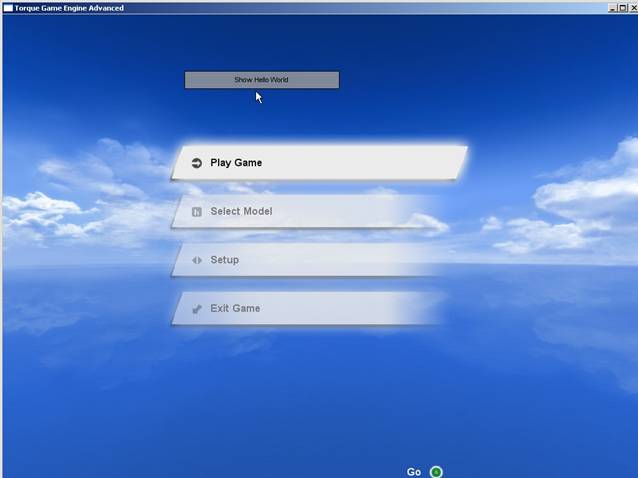 Torque Game Engine Advanced
Show Hello World
Play Game
Select Model
Setup
Exit Game
Go